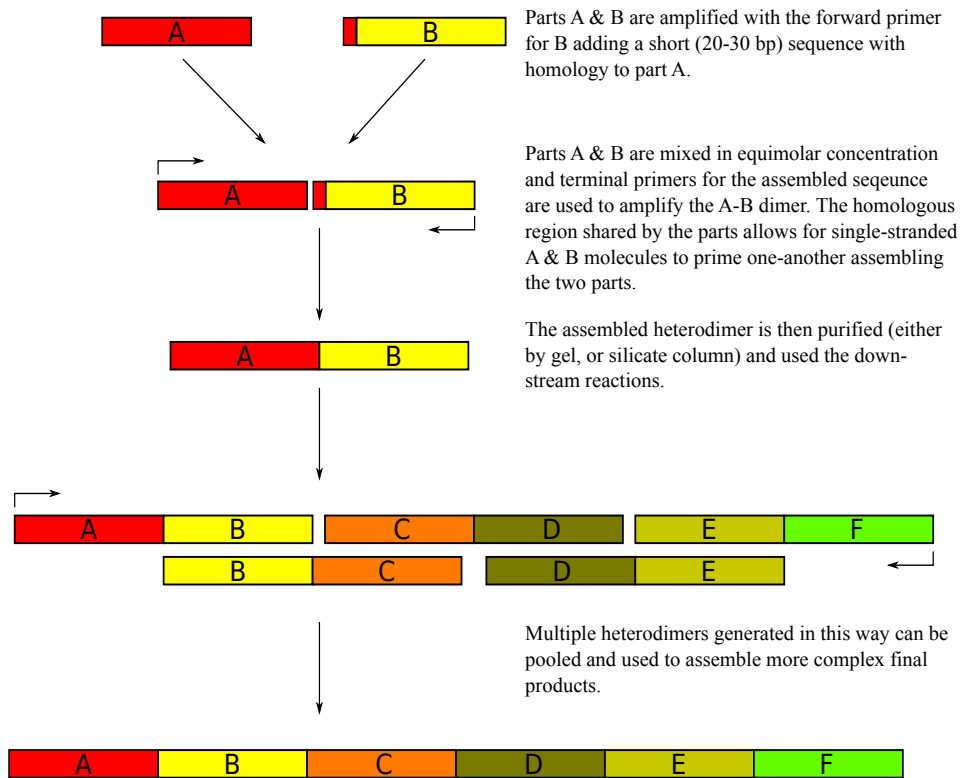 A
B
Parts A & B are amplified with the forward primer
for B adding a short (20-30 bp) sequence with
homology to part A.
A
B
Parts A & B are mixed in equimolar concentration
and terminal primers for the assembled seqeunce
are used to amplify the A-B dimer. The homologous
region shared by the parts allows for single-stranded
A & B molecules to prime one-another assembling
the two parts.
A
B
The assembled heterodimer is then purified (either
by gel, or silicate column) and used the down-
stream reactions.
A
B
C
D
E
F
B
C
D
E
Multiple heterodimers generated in this way can be
pooled and used to assemble more complex final
products.
A
B
C
D
E
F